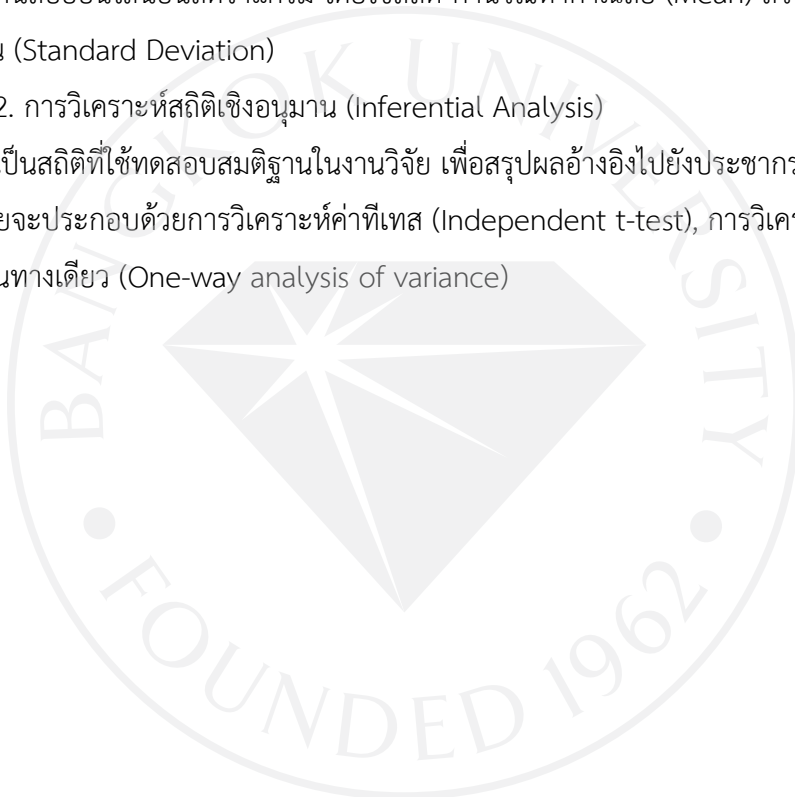 (Mean)
น (Standard Deviation)
2. การวิเคราะห์สถิติเชิงอนุมาน (Inferential Analysis)
เป็นสถิติที่ใช้ทดสอบสมติฐานในงานวิจัย เพื่อสรุปผลอ้างอิงไปยังประชากร
ยจะประกอบด้วยการวิเคราะห์ค่าทีเทส (Independent t-test), การวิเค
นทางเดียว (One-way analysis of variance)
BANGKOK UNIVERSITY
FOUNDED 1962